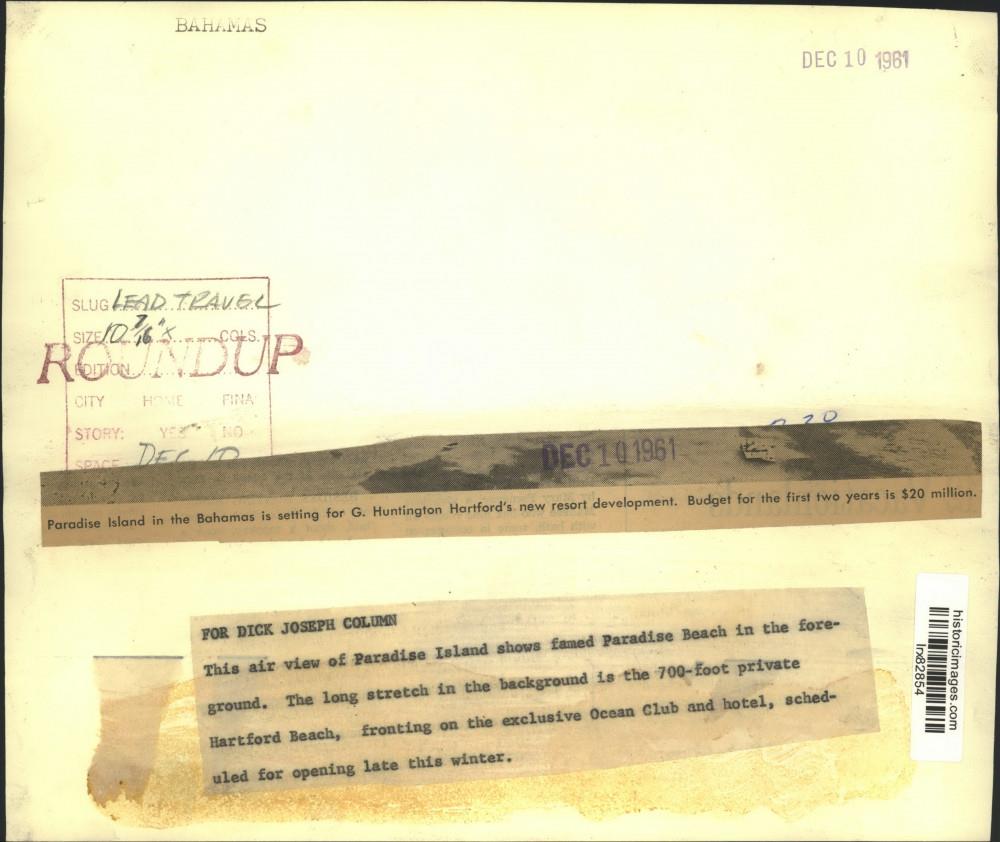 BAHAMAS
DEC 10 1961
SLUG LEAD TRAVEL
SIZE 10 7/16" x COLS.
ROUNDUP
EDITION
CITY HOME FINAL
STORY: YES NO
SPACE DEC 10
DEC 10 1961
Paradise Island in the Bahamas is setting for G. Huntington Hartford's new resort development. Budget for the first two years is $20 million.
FOR DICK JOSEPH COLUMN
This air view of Paradise Island shows famed Paradise Beach in the fore-
ground. The long stretch in the background is the 700-foot private
Hartford Beach, fronting on the exclusive Ocean Club and hotel, sched-
uled for opening late this winter.
historicimages.com
lrx82854